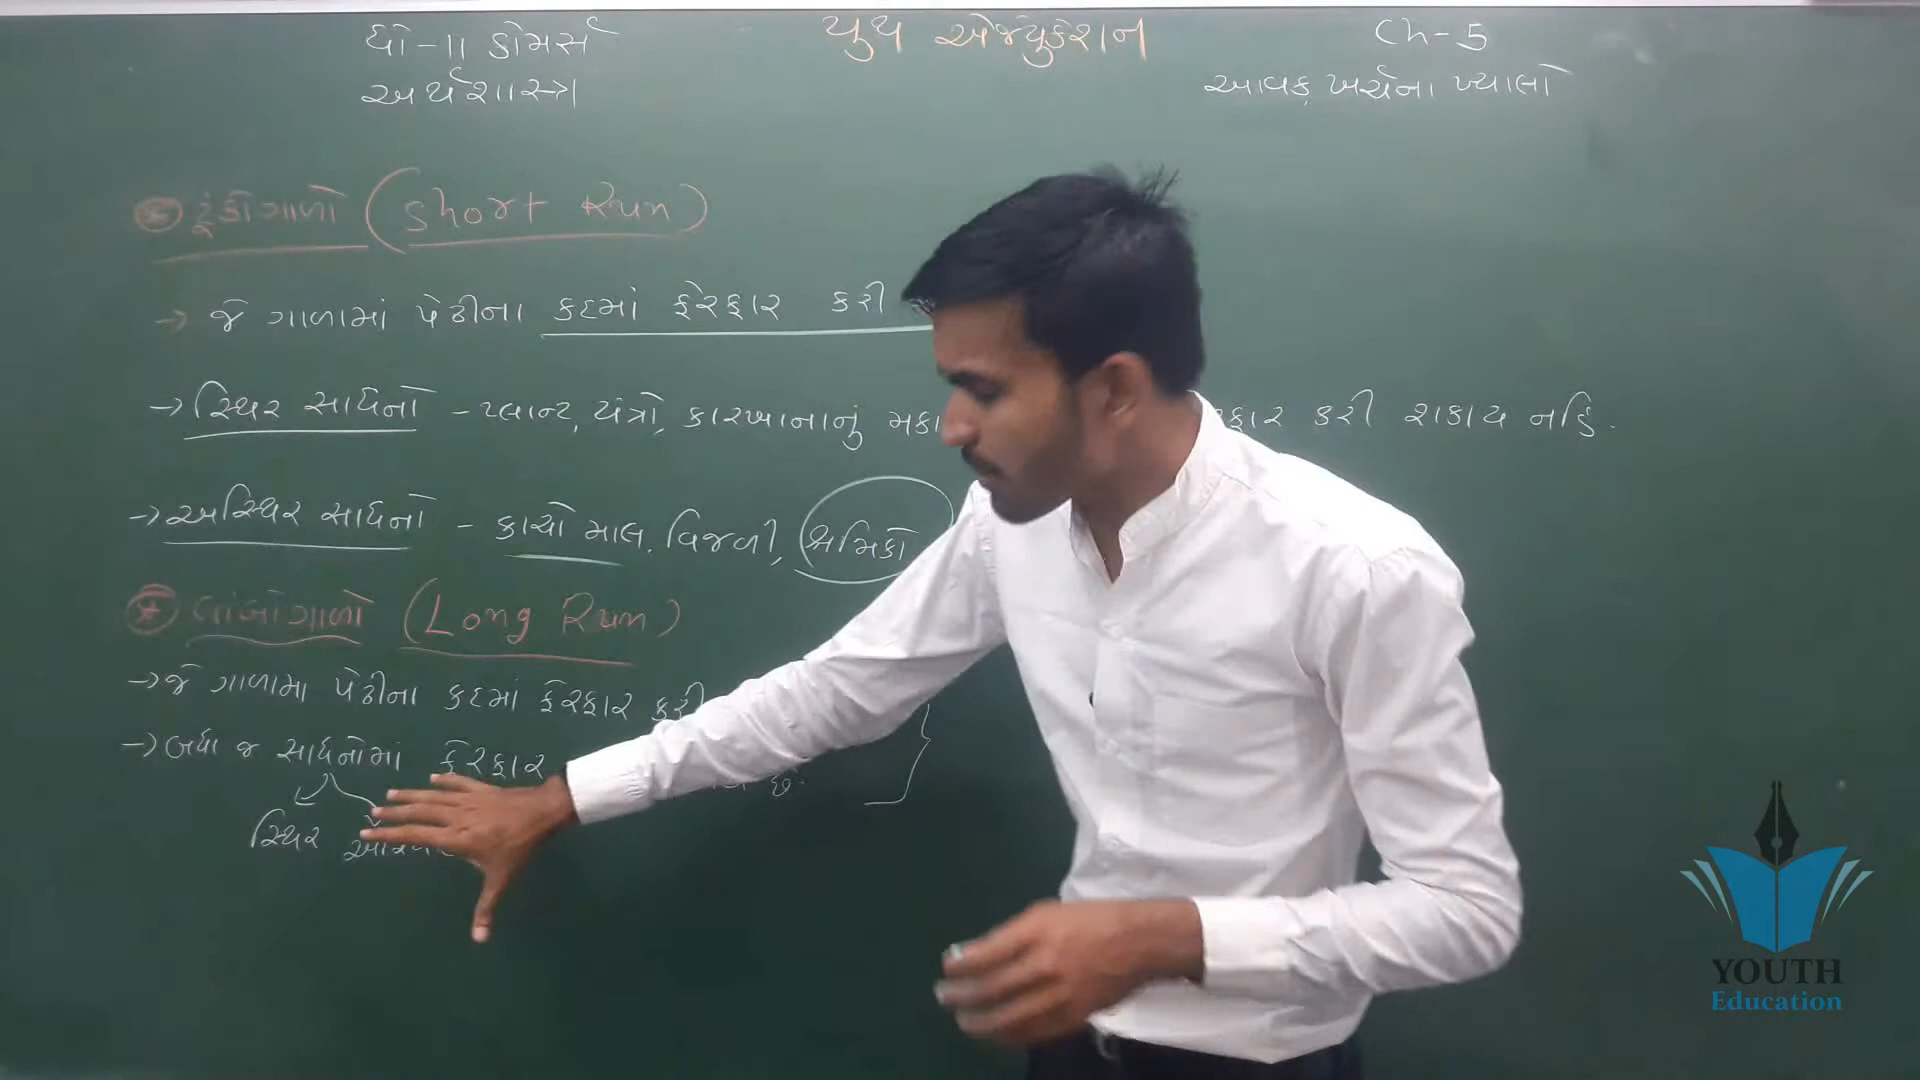 ધો-11 કોમર્સ
અર્થશાસ્ત્ર
યુથ એજ્યુકેશન
Ch-5
આવક ખર્ચના ખ્યાલો
ટૂંકોગાળો (Short Run)
→ જે ગાળામાં પેઢીના કદમાં ફેરફાર કરી
→ સ્થિર સાધનો - પ્લાન્ટ, યંત્રો, કારખાનાનું મકા ફાર કરી શકાય નહિ.
→ અસ્થિર સાધનો - કાચો માલ, વિજળી, શ્રમિકો
લાંબોગાળો (Long Run)
→ જે ગાળામા પેઢીના કદમાં ફેરફાર કરી
→ બધા જ સાધનોમાં ફેરફાર છે.
સ્થિર
YOUTH
Education